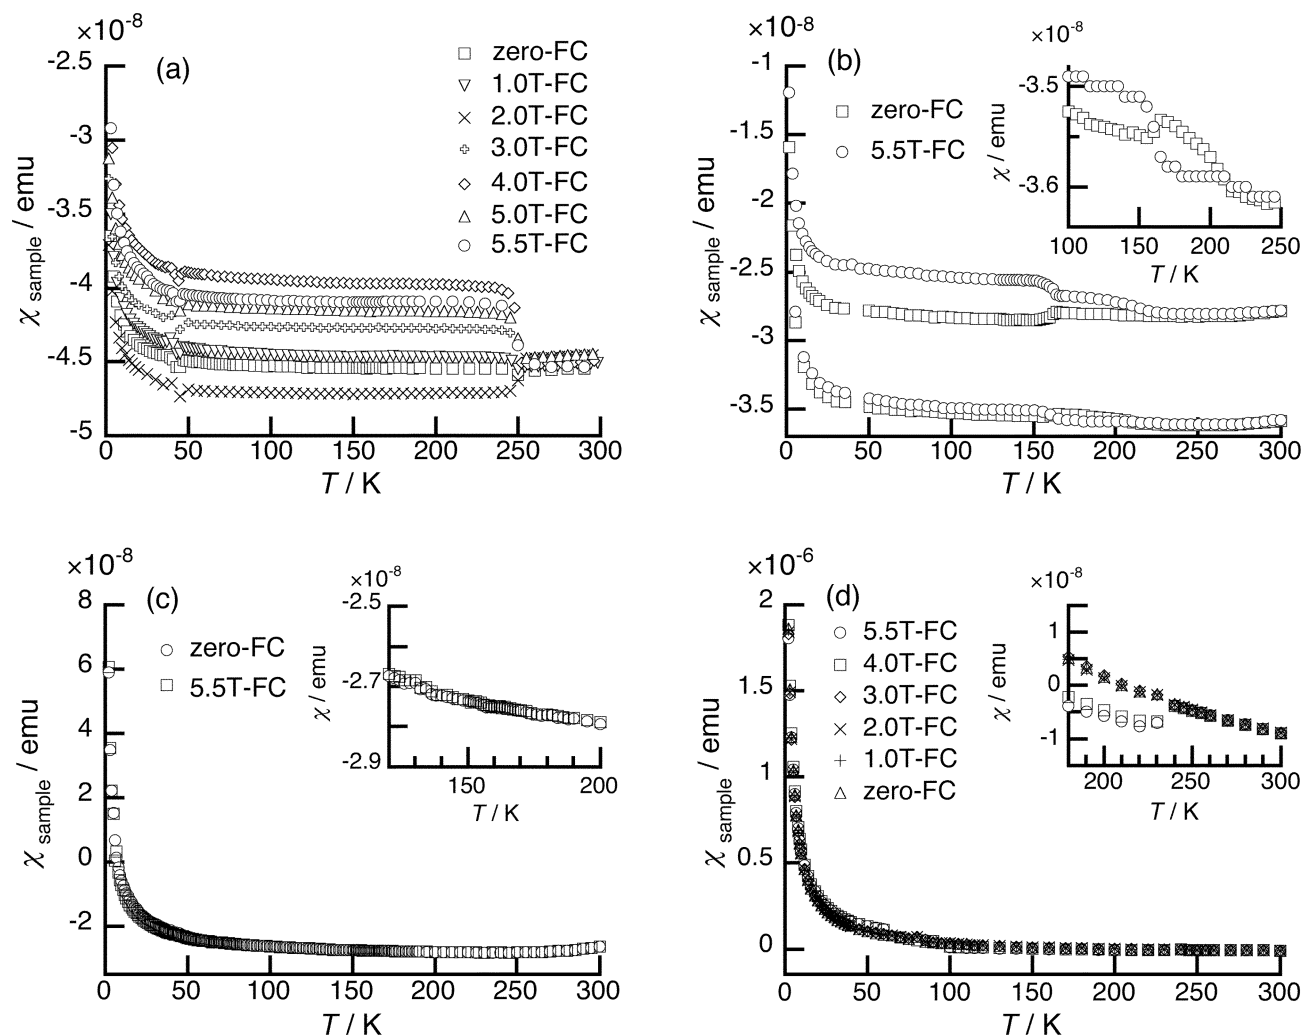 ×10-8
(a)
zero-FC
1.0T-FC
2.0T-FC
3.0T-FC
4.0T-FC
5.0T-FC
5.5T-FC
-2.5
-3
-3.5
-4
-4.5
-5
χ sample / emu
0 50 100 150 200 250 300
T / K
×10-8
(b)
zero-FC
5.5T-FC
-1
-1.5
-2
-2.5
-3
-3.5
χ sample / emu
0 50 100 150 200 250 300
T / K
×10-8
-3.5
-3.6
χ / emu
100 150 200 250
T / K
×10-8
(c)
zero-FC
5.5T-FC
8
6
4
2
0
-2
χ sample / emu
0 50 100 150 200 250 300
T / K
×10-8
-2.5
-2.7
-2.9
χ / emu
150 200
T / K
×10-6
(d)
5.5T-FC
4.0T-FC
3.0T-FC
2.0T-FC
1.0T-FC
zero-FC
2
1.5
1
0.5
0
χ sample / emu
0 50 100 150 200 250 300
T / K
×10-8
1
0
-1
χ / emu
200 220 240 260 280 300
T / K